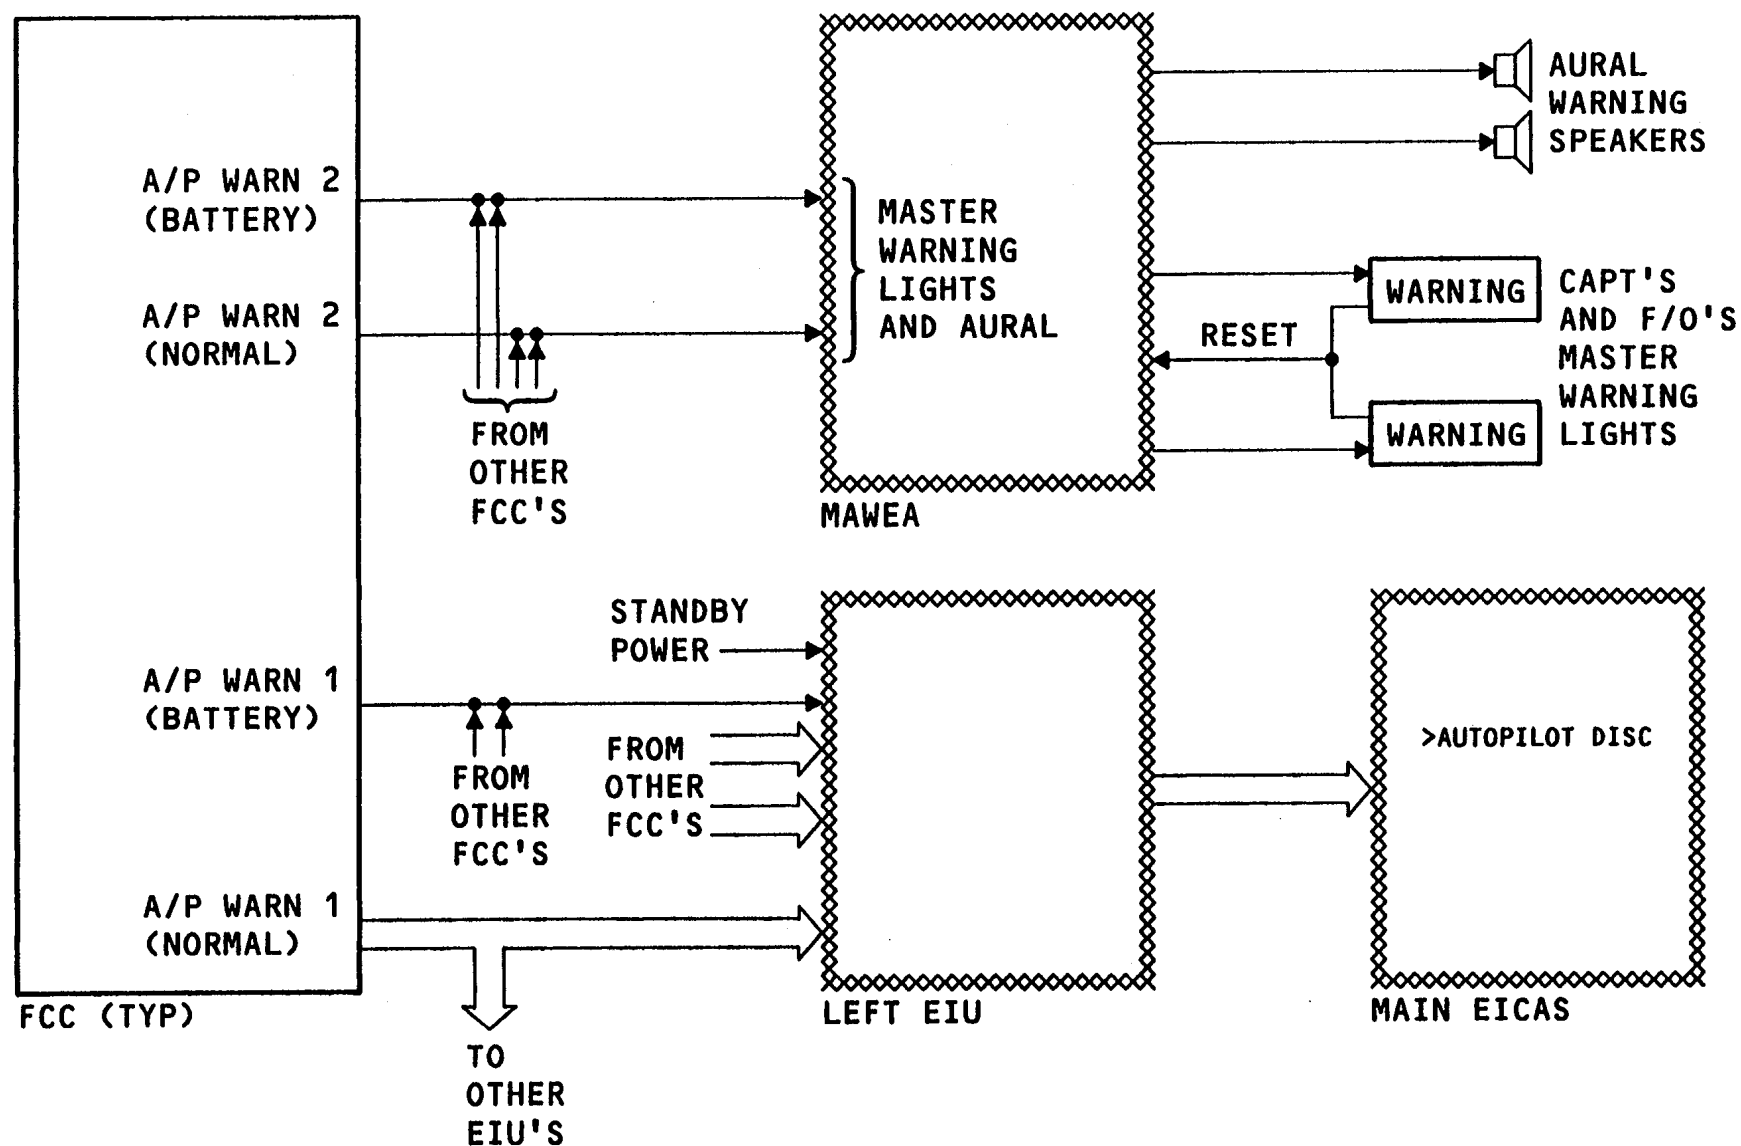 A/P WARN 2
(BATTERY)
A/P WARN 2
(NORMAL)
FROM
OTHER
FCC'S
MASTER
WARNING
LIGHTS
AND AURAL
MAWEA
AURAL
WARNING
SPEAKERS
WARNING
RESET
WARNING
CAPT'S
AND F/O'S
MASTER
WARNING
LIGHTS
STANDBY
POWER
A/P WARN 1
(BATTERY)
FROM
OTHER
FCC'S
FROM
OTHER
FCC'S
A/P WARN 1
(NORMAL)
FCC (TYP)
TO
OTHER
EIU'S
LEFT EIU
>AUTOPILOT DISC
MAIN EICAS